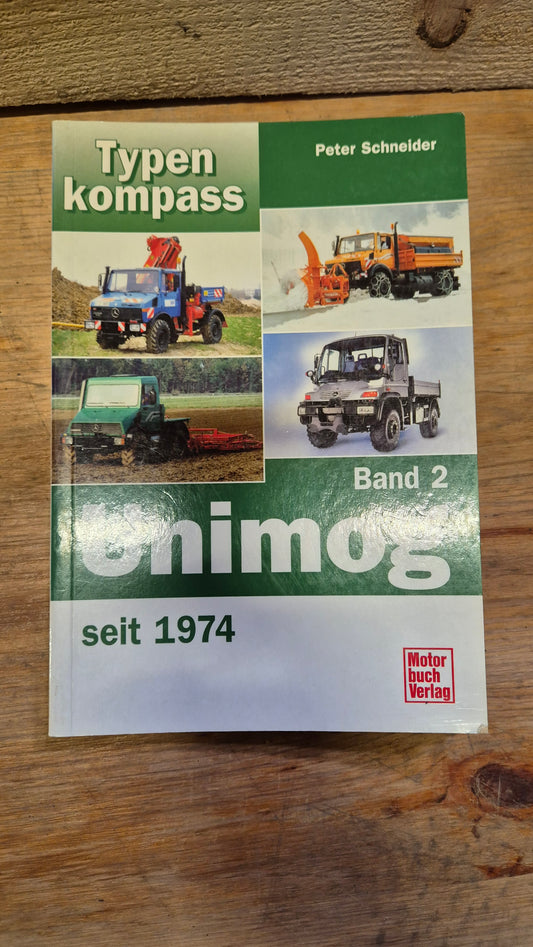 Typen
kompass
Peter Schneider
Band 2
Unimog
seit 1974
Motor
buch
Verlag